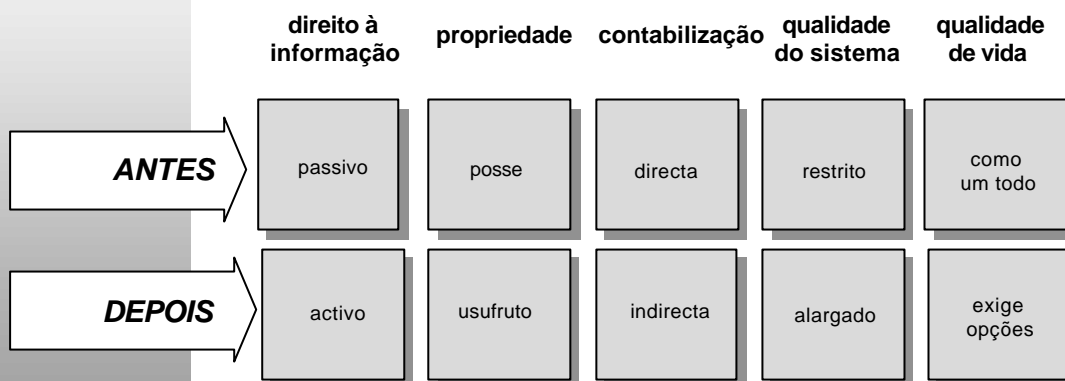 direito à
informação
propriedade
contabilização
qualidade
do sistema
qualidade
de vida
ANTES
passivo
posse
directa
restrito
como
um todo
DEPOIS
activo
usufruto
indirecta
alargado
exige
opções